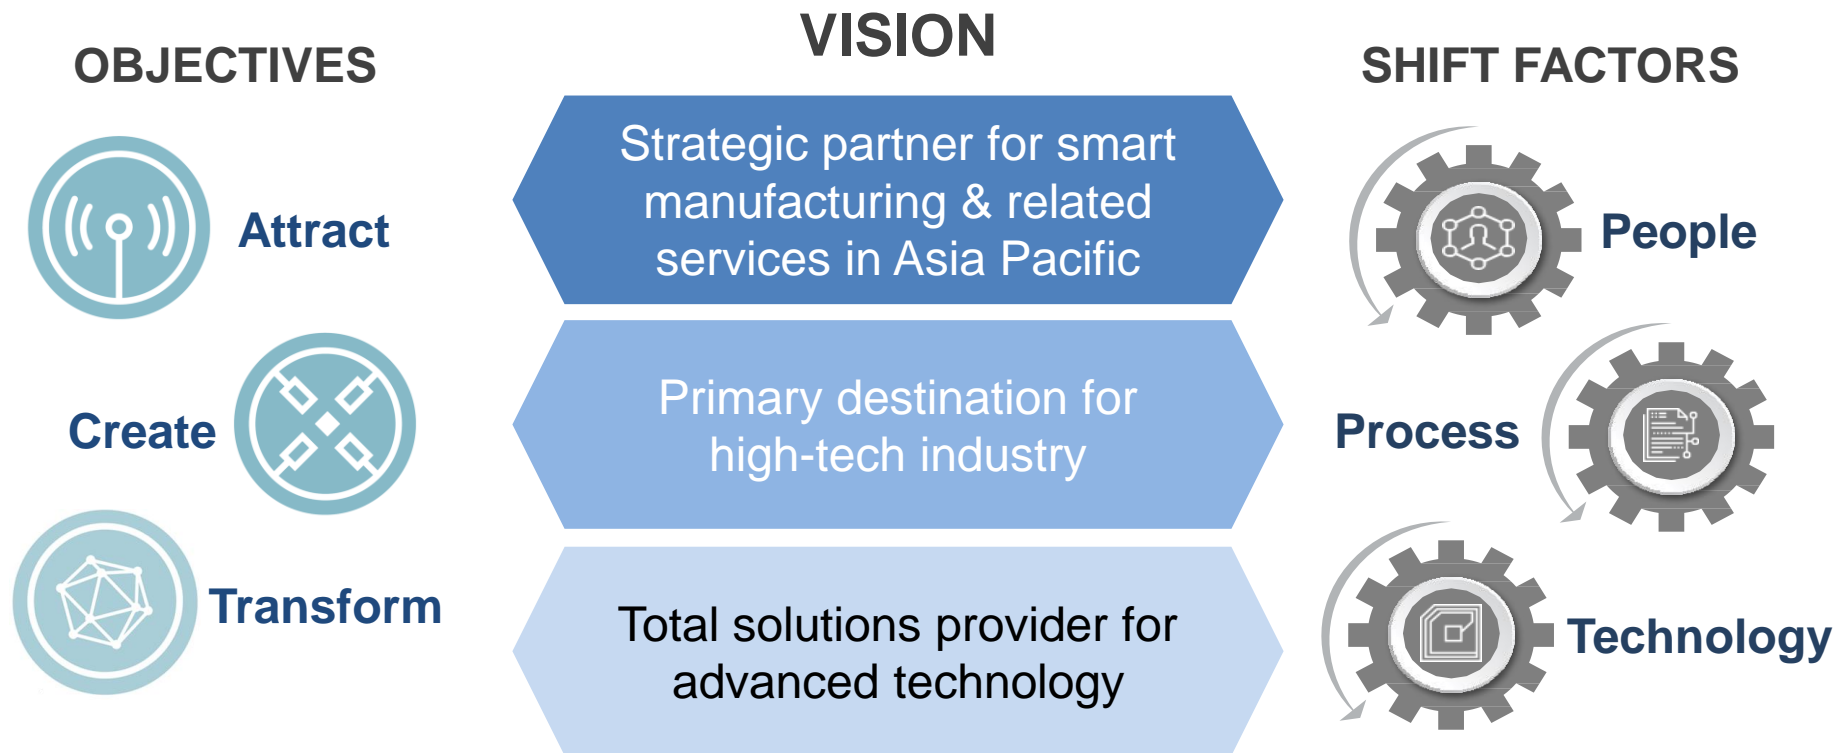 OBJECTIVES
Attract
Create
Transform
VISION
Strategic partner for smart
manufacturing & related
services in Asia Pacific
Primary destination for
high-tech industry
Total solutions provider for
advanced technology
SHIFT FACTORS
People
Process
Technology